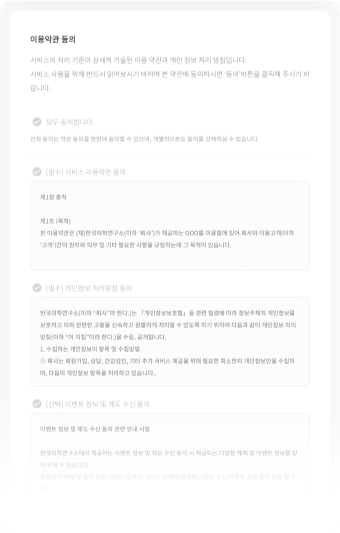 이용약관 동의
서비스의 처리 기준이 상세히 기술된 이용 약관과 개인 정보 처리 방침입니다.
서비스 사용을 위해 반드시 읽어보시기 바라며 본 약관에 동의하시면 '동의'버튼을 클릭해 주시기 바
랍니다.
모두 동의합니다.
전체 동의는 약관 동의를 한번에 동의할 수 있으며, 개별적으로도 동의를 선택하실 수 있습니다.
[필수] 서비스 이용약관 동의
제1장 총칙
제1조 (목적)
본 이용약관은 (재)한국의학연구소(이하 '회사')가 제공하는 OOO을 이용함에 있어 회사와 이용고객(이하
'고객')간의 권리와 의무 및 기타 필요한 사항을 규정하는데 그 목적이 있습니다.
[필수] 개인정보 처리방침 동의
한국의학연구소(이하 "회사"라 한다.)는 「개인정보보호법」등 관련 법령에 따라 정보주체의 개인정보를
보호하고 이와 관련한 고충을 신속하고 원활하게 처리할 수 있도록 하기 위하여 다음과 같이 개인정보 처리
방침(이하 "이 지침"이라 한다.)을 수립·공개합니다.
1. 수집하는 개인정보의 항목 및 수집방법
① 회사는 회원가입, 상담, 건강검진, 기타 추가 서비스 제공을 위해 필요한 최소한의 개인정보만을 수집하
며, 다음의 개인정보 항목을 처리하고 있습니다.
[선택] 이벤트 정보 및 제도 수신 동의
이벤트 정보 및 제도 수신 동의 관련 안내 사항
한국의학연구소에서 제공하는 이벤트 정보 및 제도 수신 동의 시 제공되는 다양한 혜택 및 이벤트 정보를 받
아 보실 수 있습니다.